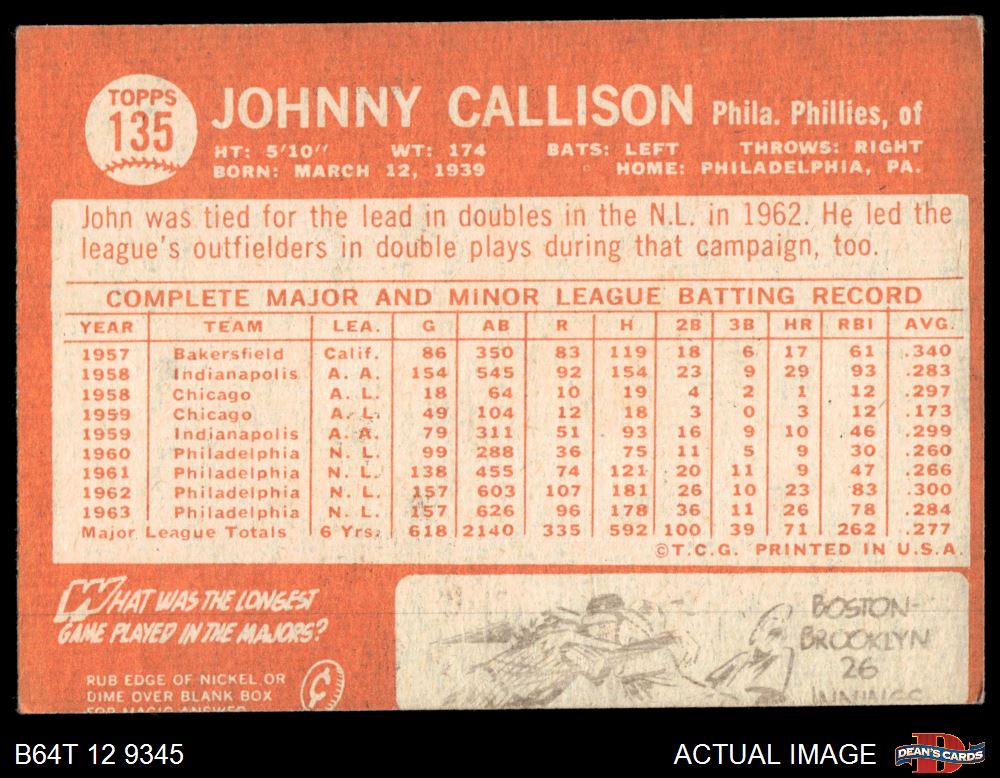 TOPPS
135
JOHNNY CALLISON Phila. Phillies, of
HT: 5'10" WT: 174 BATS: LEFT THROWS: RIGHT
BORN: MARCH 12, 1939 HOME: PHILADELPHIA, PA.
John was tied for the lead in doubles in the N.L. in 1962. He led the
league's outfielders in double plays during that campaign, too.
COMPLETE MAJOR AND MINOR LEAGUE BATTING RECORD
YEAR TEAM LEA. G AB R H 2B 3B HR RBI AVG.
1957 Bakersfield Calif. 86 350 83 119 18 6 17 61 .340
1958 Indianapolis A. A. 154 545 92 154 23 9 29 93 .283
1958 Chicago A. L. 18 64 10 19 4 2 1 12 .297
1959 Chicago A. L. 49 104 12 18 3 0 3 12 .173
1959 Indianapolis A. A. 79 311 51 93 16 9 10 46 .299
1960 Philadelphia N. L. 99 288 36 75 11 5 9 30 .260
1961 Philadelphia N. L. 138 455 74 121 20 11 9 47 .266
1962 Philadelphia N. L. 157 603 107 181 26 10 23 83 .300
1963 Philadelphia N. L. 157 626 96 178 36 11 26 78 .284
Major League Totals 6 Yrs. 618 2140 335 592 100 39 71 262 .277
©T.C.G. PRINTED IN U.S.A.
WHAT WAS THE LONGEST
GAME PLAYED IN THE MAJORS?
RUB EDGE OF NICKEL OR
DIME OVER BLANK BOX
FOR MAGIC ANSWER
BOSTON-
BROOKLYN
26
INNINGS
B64T 12 9345 ACTUAL IMAGE DEAN'S CARDS